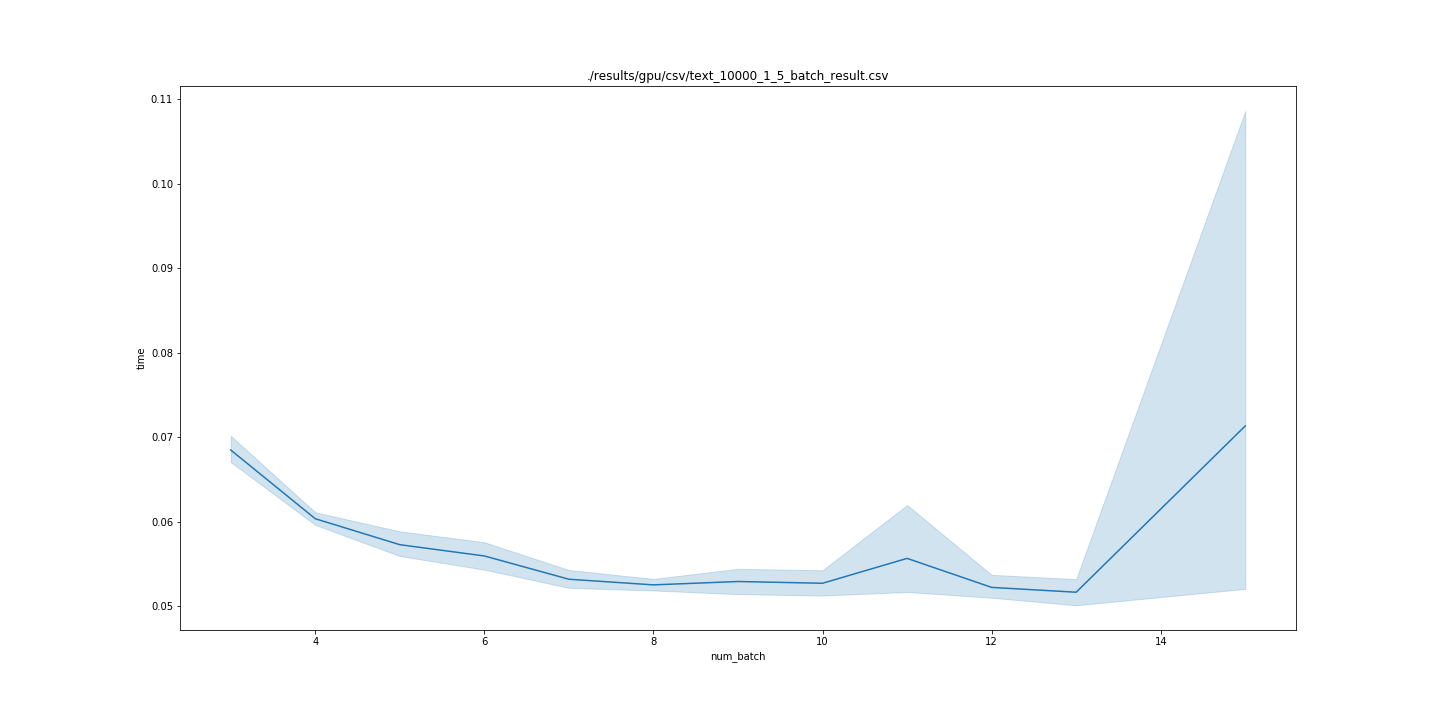 ./results/gpu/csv/text_10000_1_5_batch_result.csv
0.11
0.10
0.09
0.08
0.07
0.06
0.05
time
4 6 8 10 12 14
num_batch